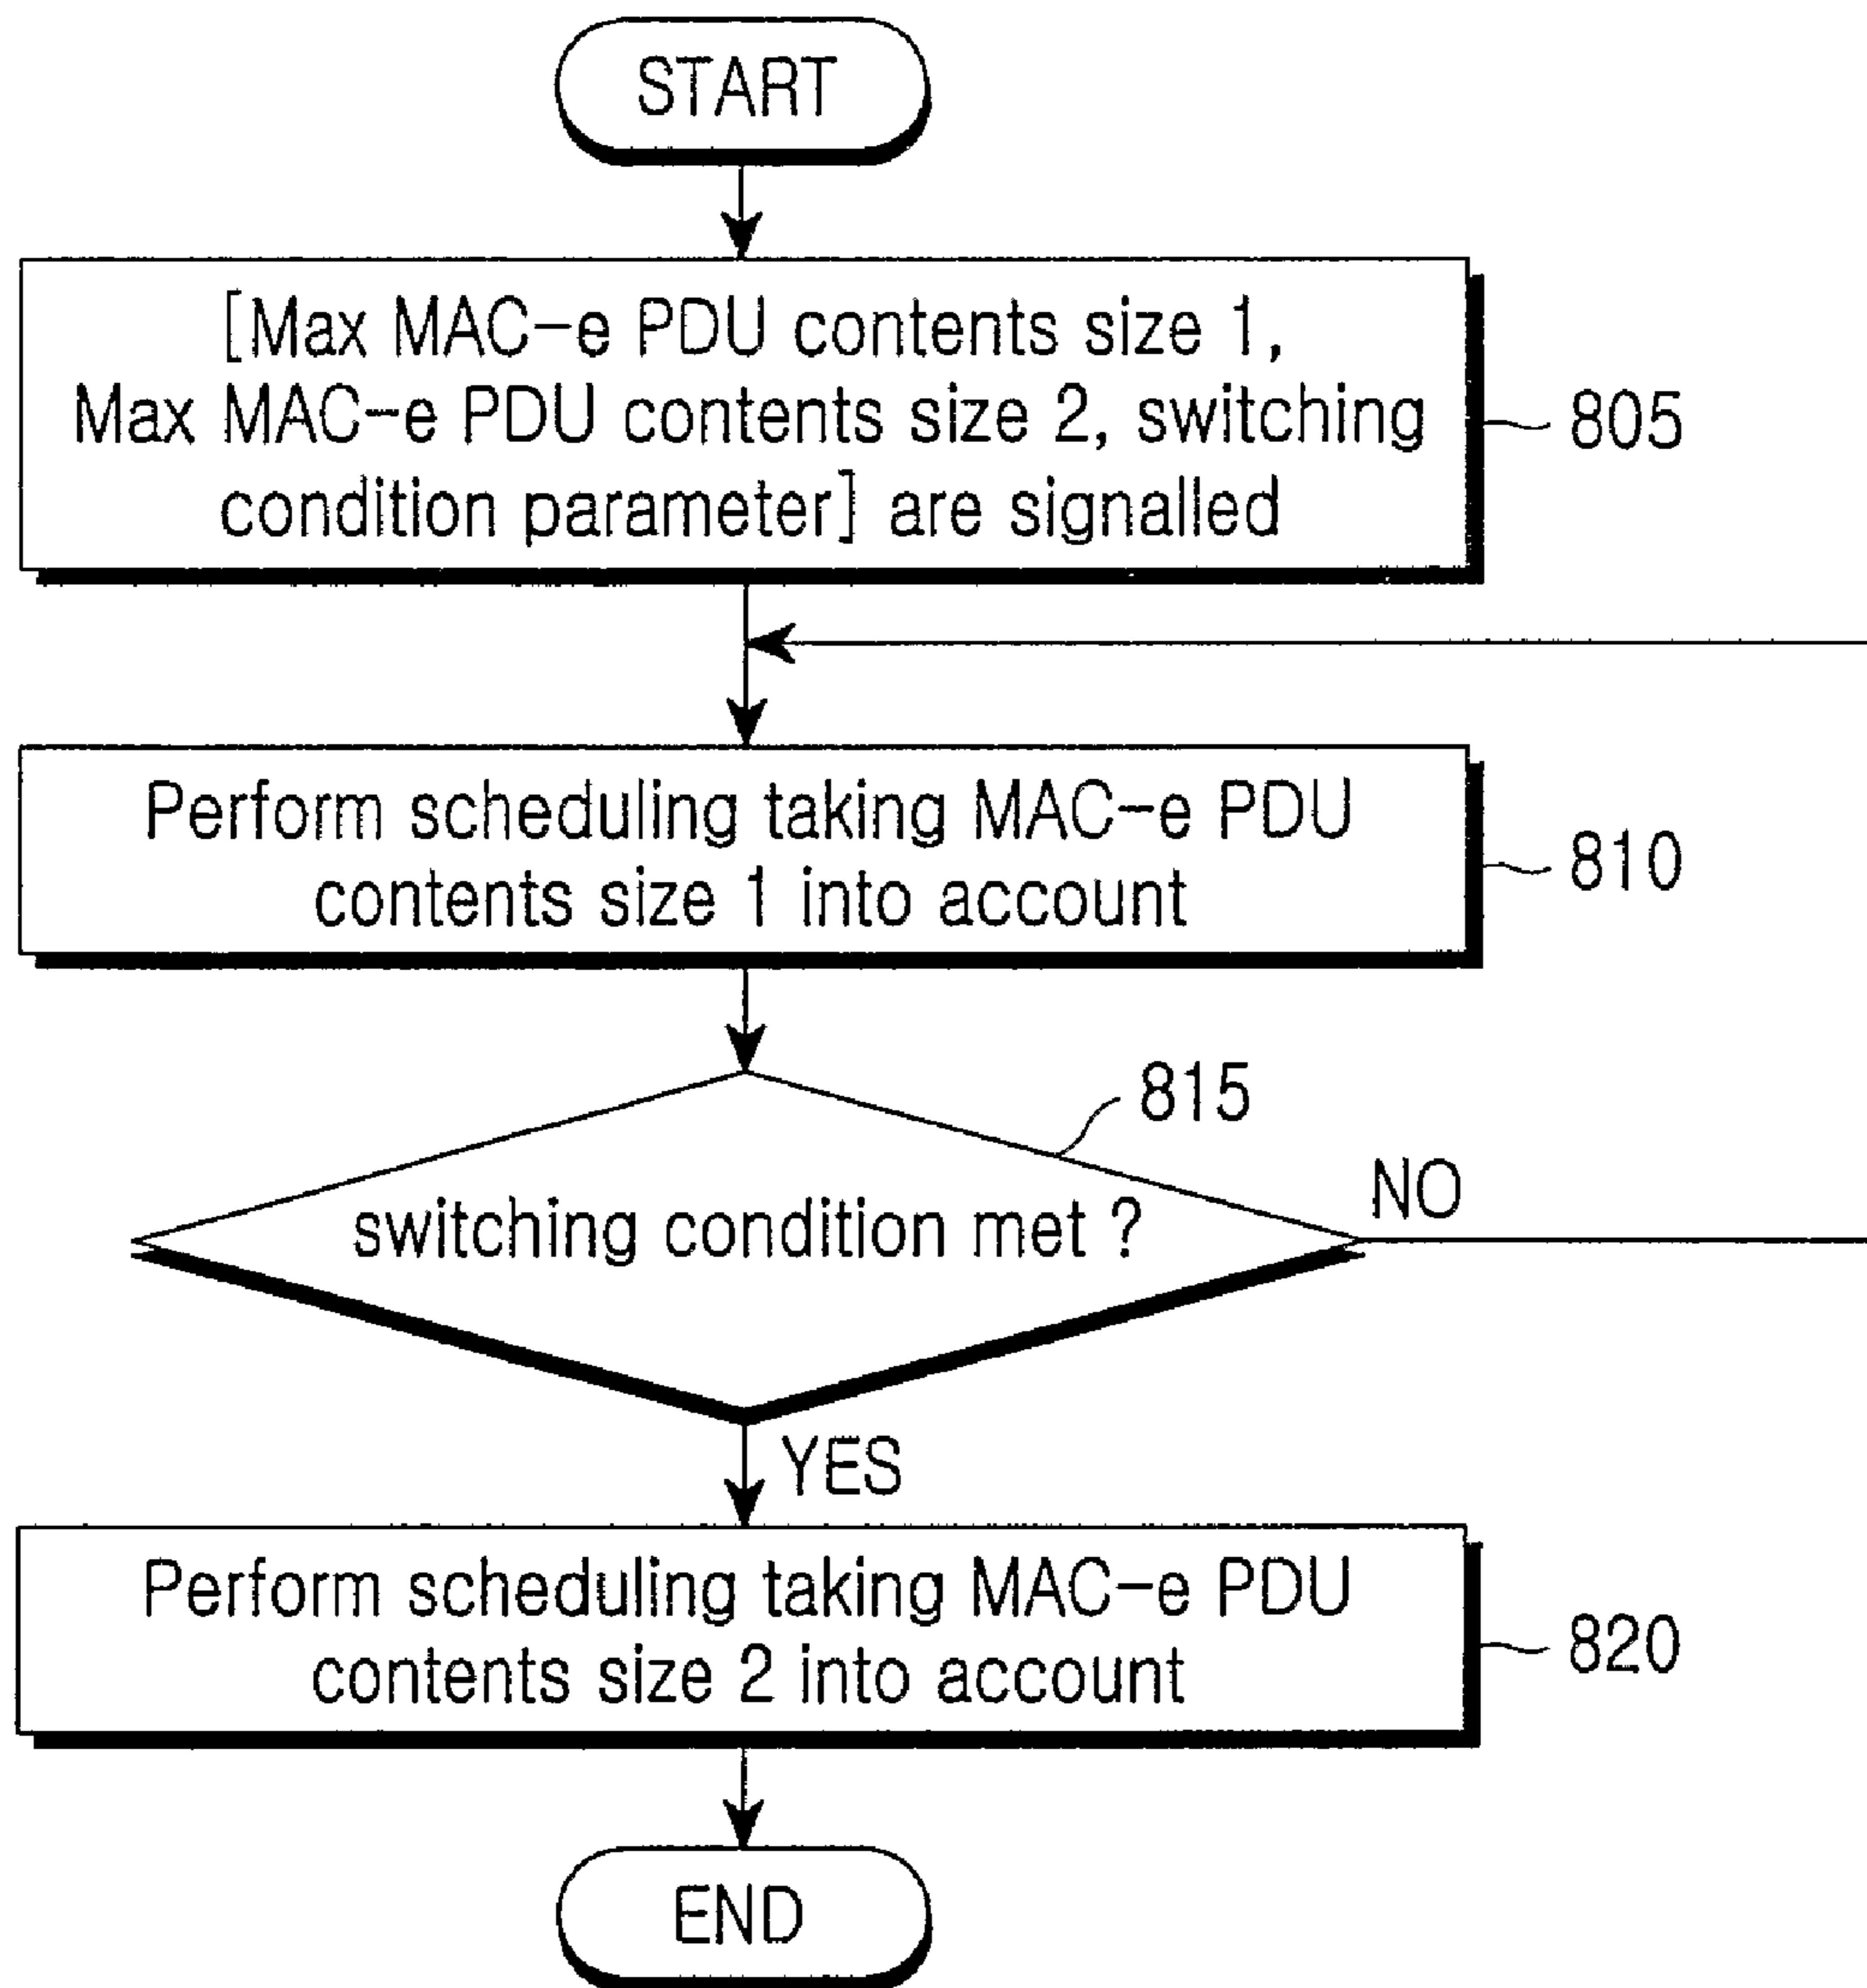 START
[Max MAC-e PDU contents size 1,
Max MAC-e PDU contents size 2, switching
condition parameter] are signalled
805
Perform scheduling taking MAC-e PDU
contents size 1 into account
810
815
switching condition met ?
NO
YES
Perform scheduling taking MAC-e PDU
contents size 2 into account
820
END